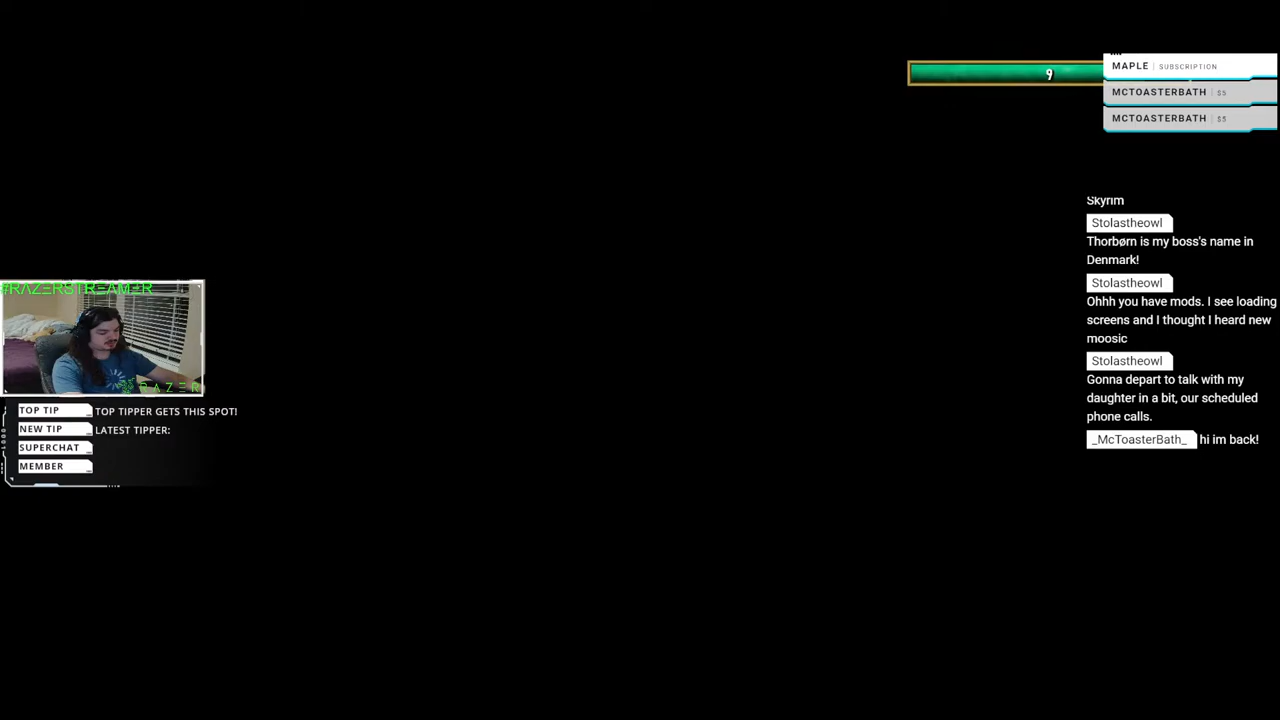 9
MAPLE | SUBSCRIPTION
MCTOASTERBATH | $5
MCTOASTERBATH | $5
Skyrim
Stolastheowl
Thorbørn is my boss's name in
Denmark!
Stolastheowl
Ohhh you have mods. I see loading
screens and I thought I heard new
moosic
Stolastheowl
Gonna depart to talk with my
daughter in a bit, our scheduled
phone calls.
_McToasterBath_ hi im back!
#RAZERSTREAMER
RAZER
TOP TIP TOP TIPPER GETS THIS SPOT!
NEW TIP LATEST TIPPER:
SUPERCHAT
MEMBER